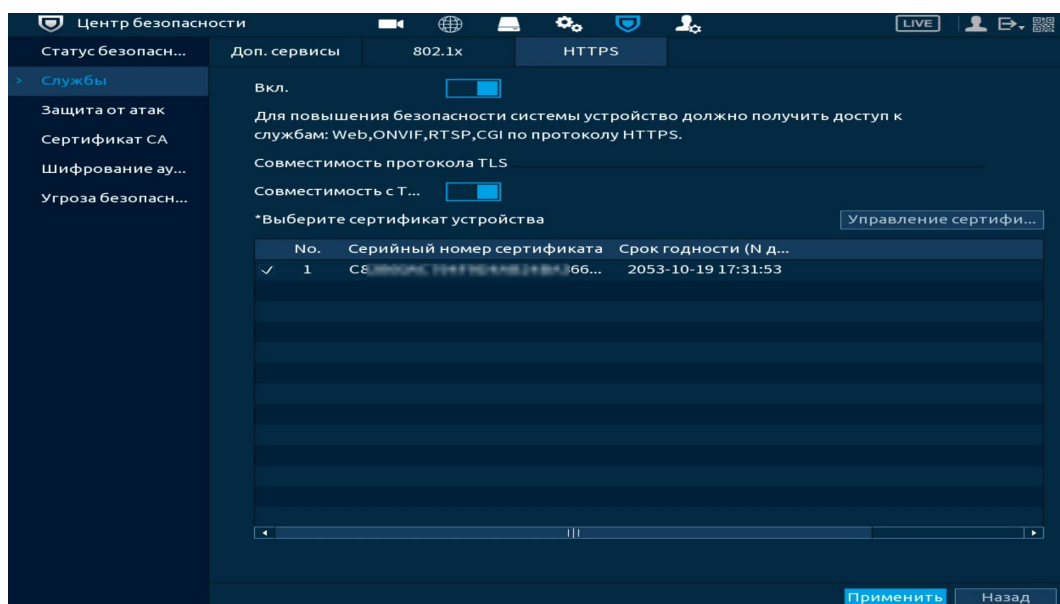 Центр безопасности LIVE
Статус безопасн...
Службы
Защита от атак
Сертификат CA
Шифрование ау...
Угроза безопасн...
Доп. сервисы 802.1x HTTPS
Вкл.
Для повышения безопасности системы устройство должно получить доступ к
службам: Web,ONVIF,RTSP,CGI по протоколу HTTPS.
Совместимость протокола TLS
Совместимость с T...
*Выберите сертификат устройства Управление сертифи...
No. Серийный номер сертификата Срок годности (N д...
1 2053-10-19 17:31:53
Применить Назад